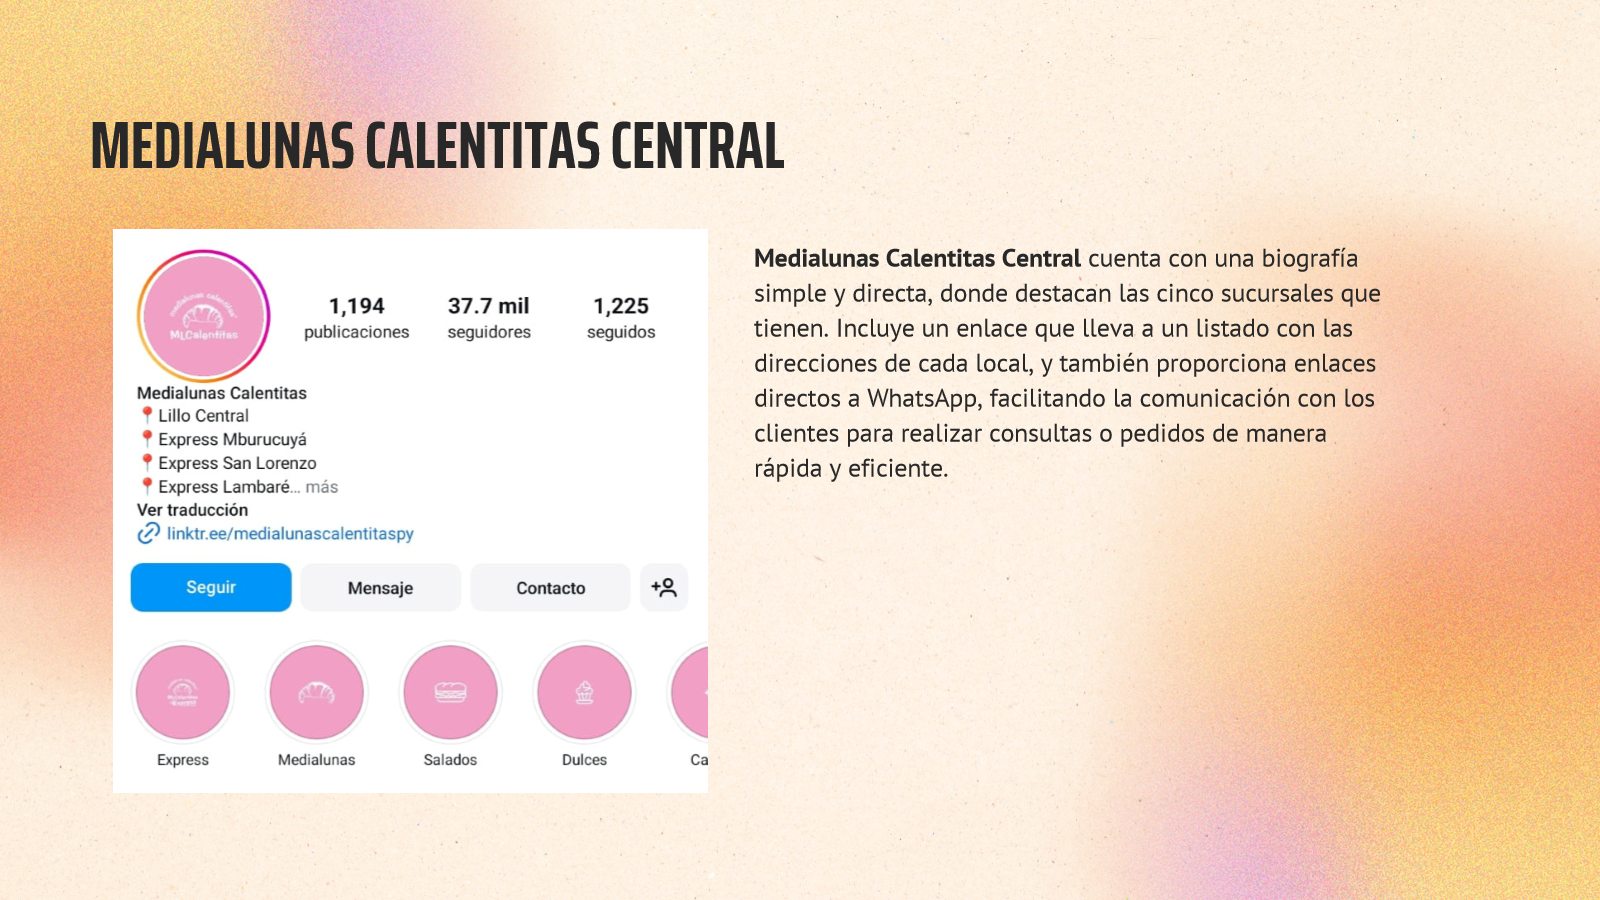 MEDIALUNAS CALENTITAS CENTRAL
medialunas calentitas
MLCalentitas
1,194 37.7 mil 1,225
publicaciones seguidores seguidos
Medialunas Calentitas
📍Lillo Central
📍Express Mburucuyá
📍Express San Lorenzo
📍Express Lambaré... más
Ver traducción
linktr.ee/medialunascalentitaspy
Seguir Mensaje Contacto
Express Medialunas Salados Dulces Ca
Medialunas Calentitas Central cuenta con una biografía
simple y directa, donde destacan las cinco sucursales que
tienen. Incluye un enlace que lleva a un listado con las
direcciones de cada local, y también proporciona enlaces
directos a WhatsApp, facilitando la comunicación con los
clientes para realizar consultas o pedidos de manera
rápida y eficiente.